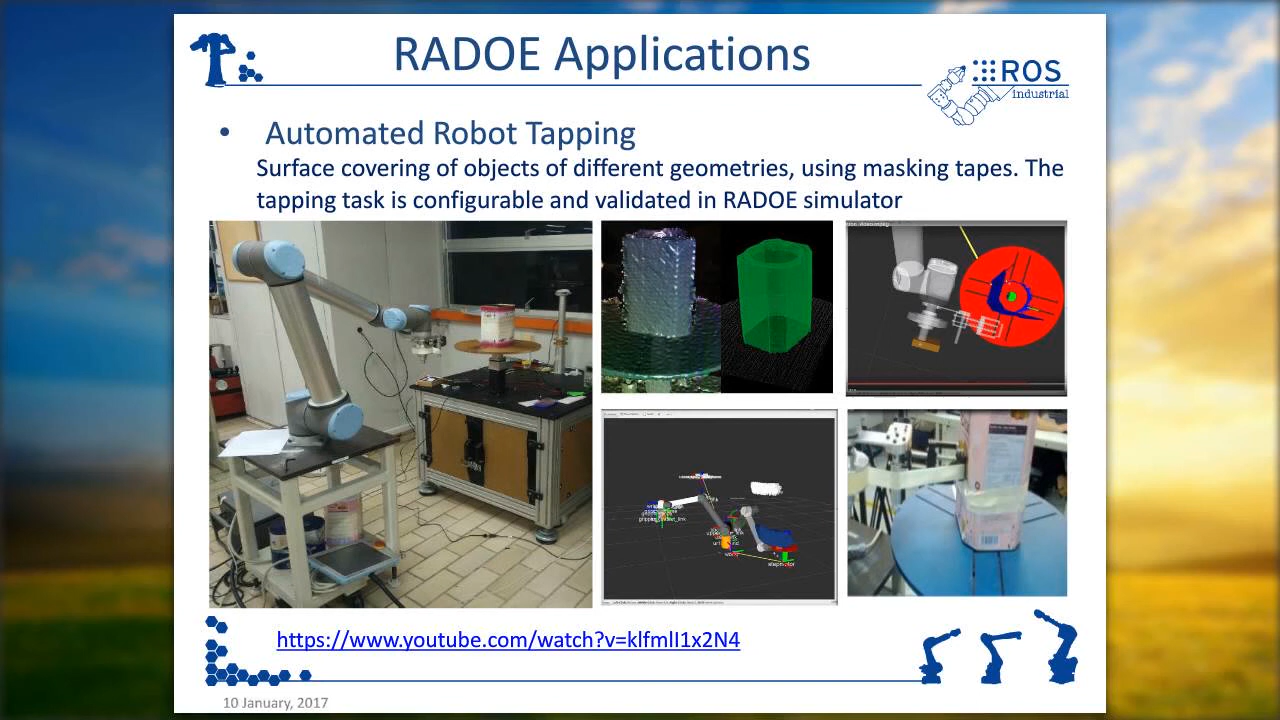 RADOE Applications
ROS
industrial
• Automated Robot Tapping
Surface covering of objects of different geometries, using masking tapes. The
tapping task is configurable and validated in RADOE simulator
https://www.youtube.com/watch?v=klfmlI1x2N4
10 January, 2017